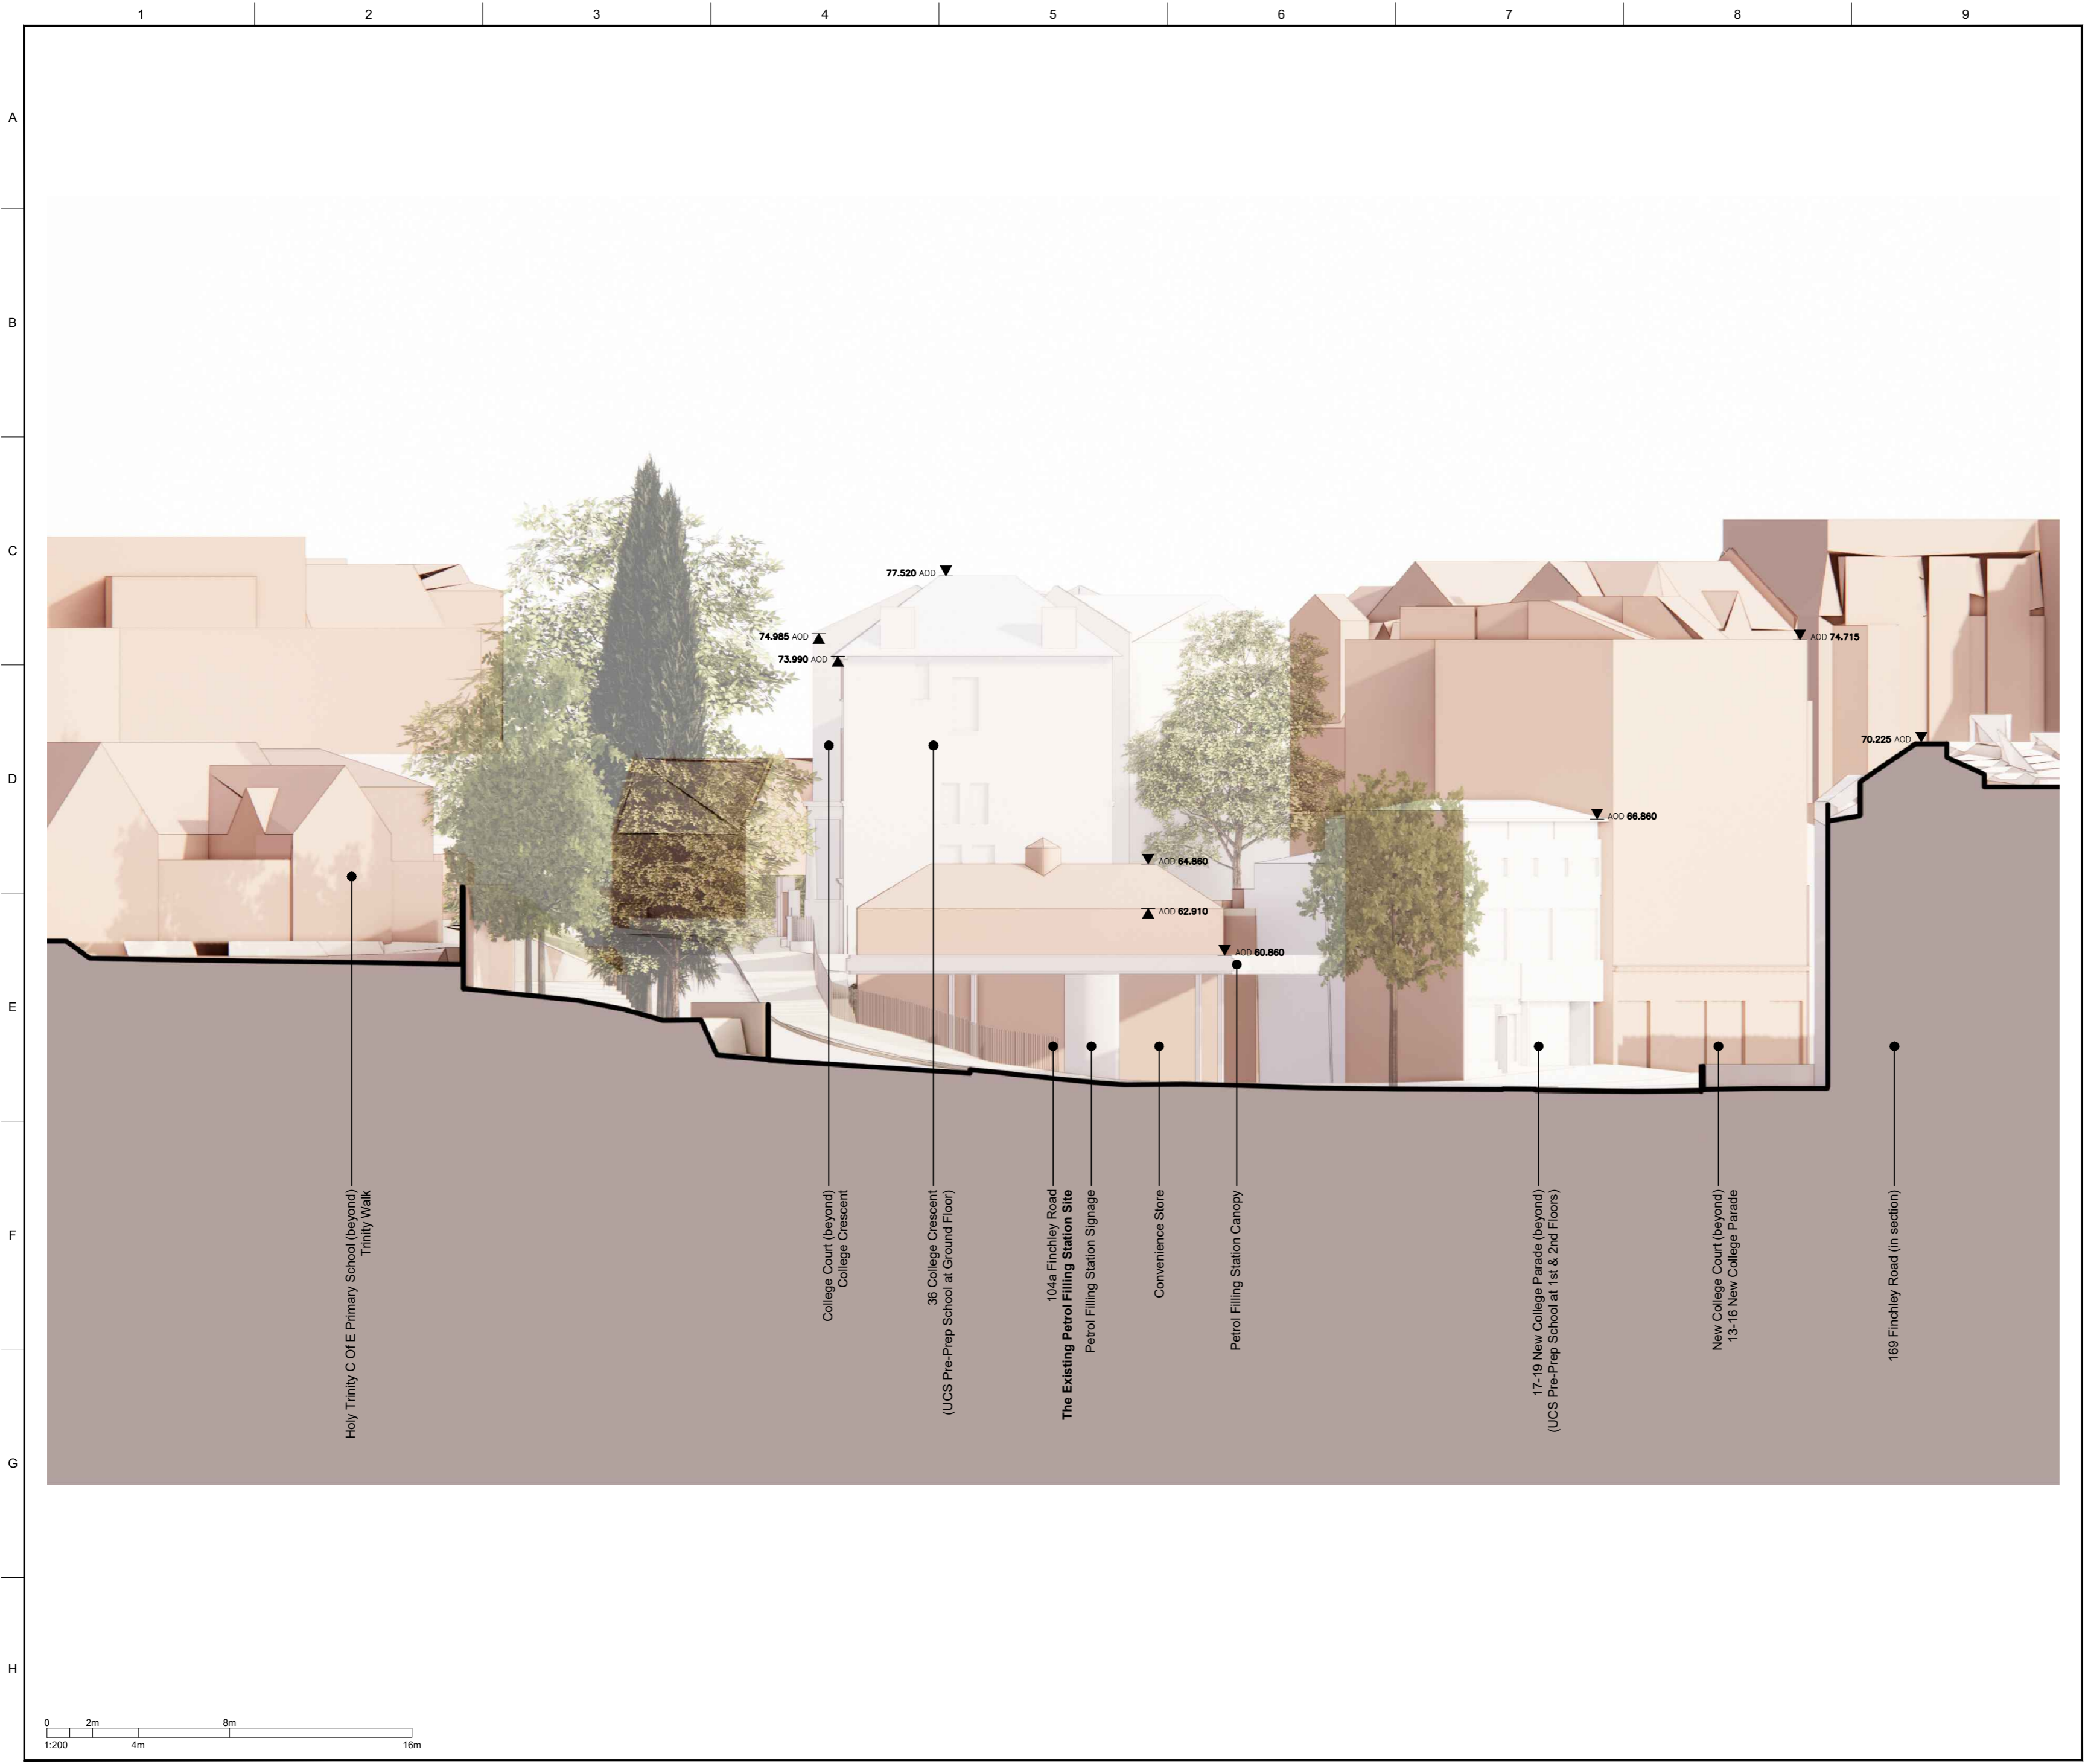 1 2 3 4 5 6 7 8 9
A
B
C
D
E
F
G
H
77.520 AOD
74.985 AOD
73.990 AOD
AOD 74.715
70.225 AOD
AOD 66.860
AOD 64.860
AOD 62.910
AOD 60.860
Holy Trinity C Of E Primary School (beyond)
Trinity Walk
College Court (beyond)
College Crescent
36 College Crescent
(UCS Pre-Prep School at Ground Floor)
104a Finchley Road
The Existing Petrol Filling Station Site
Petrol Filling Station Signage
Convenience Store
Petrol Filling Station Canopy
17-19 New College Parade (beyond)
(UCS Pre-Prep School at 1st & 2nd Floors)
New College Court (beyond)
13-16 New College Parade
169 Finchley Road (in section)
0 2m 8m
1:200 4m 16m